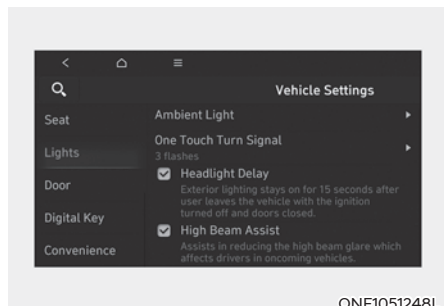 Vehicle Settings
Seat
Lights
Door
Digital Key
Convenience
Ambient Light
One Touch Turn Signal
3 flashes
Headlight Delay
Exterior lighting stays on for 15 seconds after
user leaves the vehicle with the ignition
turned off and doors closed.
High Beam Assist
Assists in reducing the high beam glare which
affects drivers in oncoming vehicles.